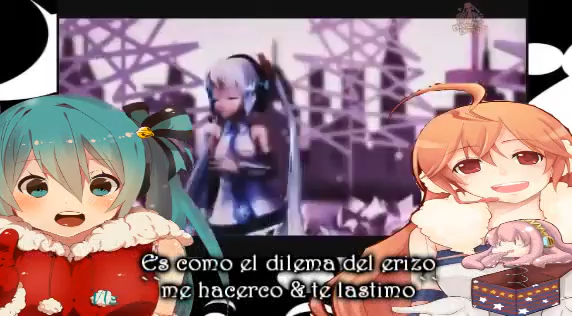 Es como el dilema del erizo
``me hacerco & te lastimo``